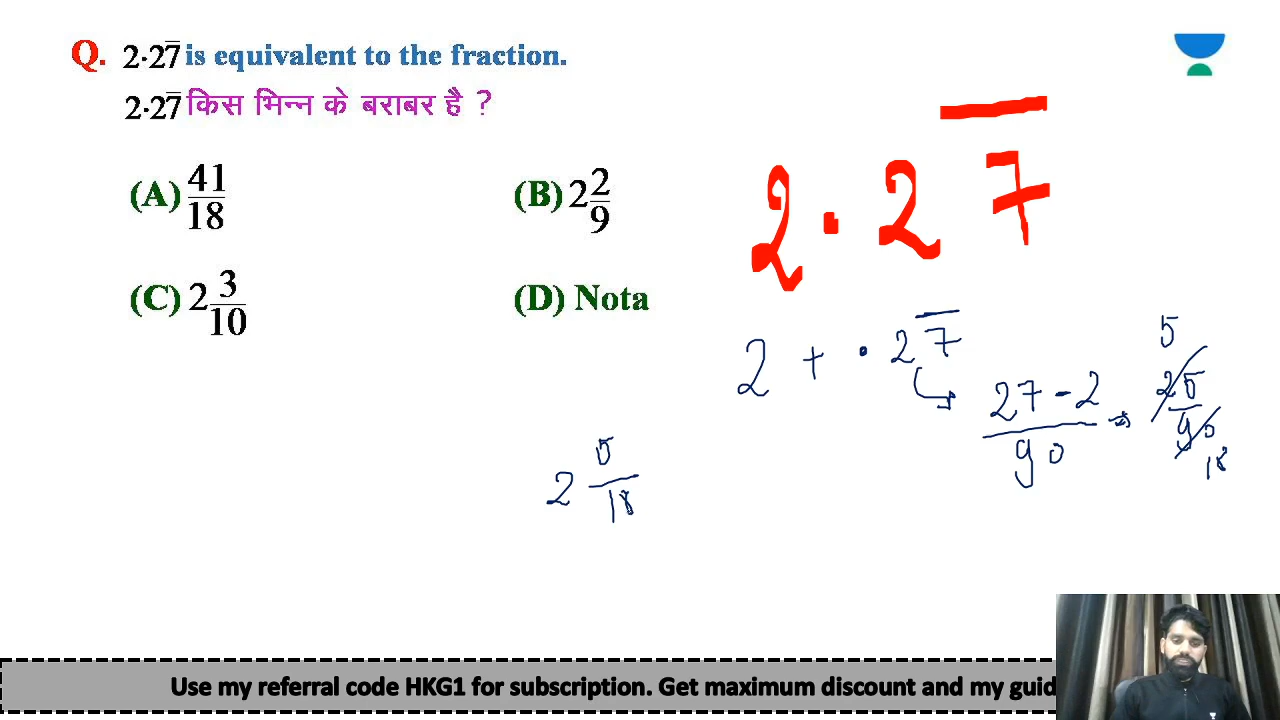 Q. 2·27̅ is equivalent to the fraction.
2·27̅ किस भिन्न के बराबर है ?
(A) 41/18
(B) 2 2/9
(C) 2 3/10
(D) Nota
2·27̅
2 + ·27̅
27-2/90 → 25/90
5
18
2 5/18
Use my referral code HKG1 for subscription. Get maximum discount and my guid